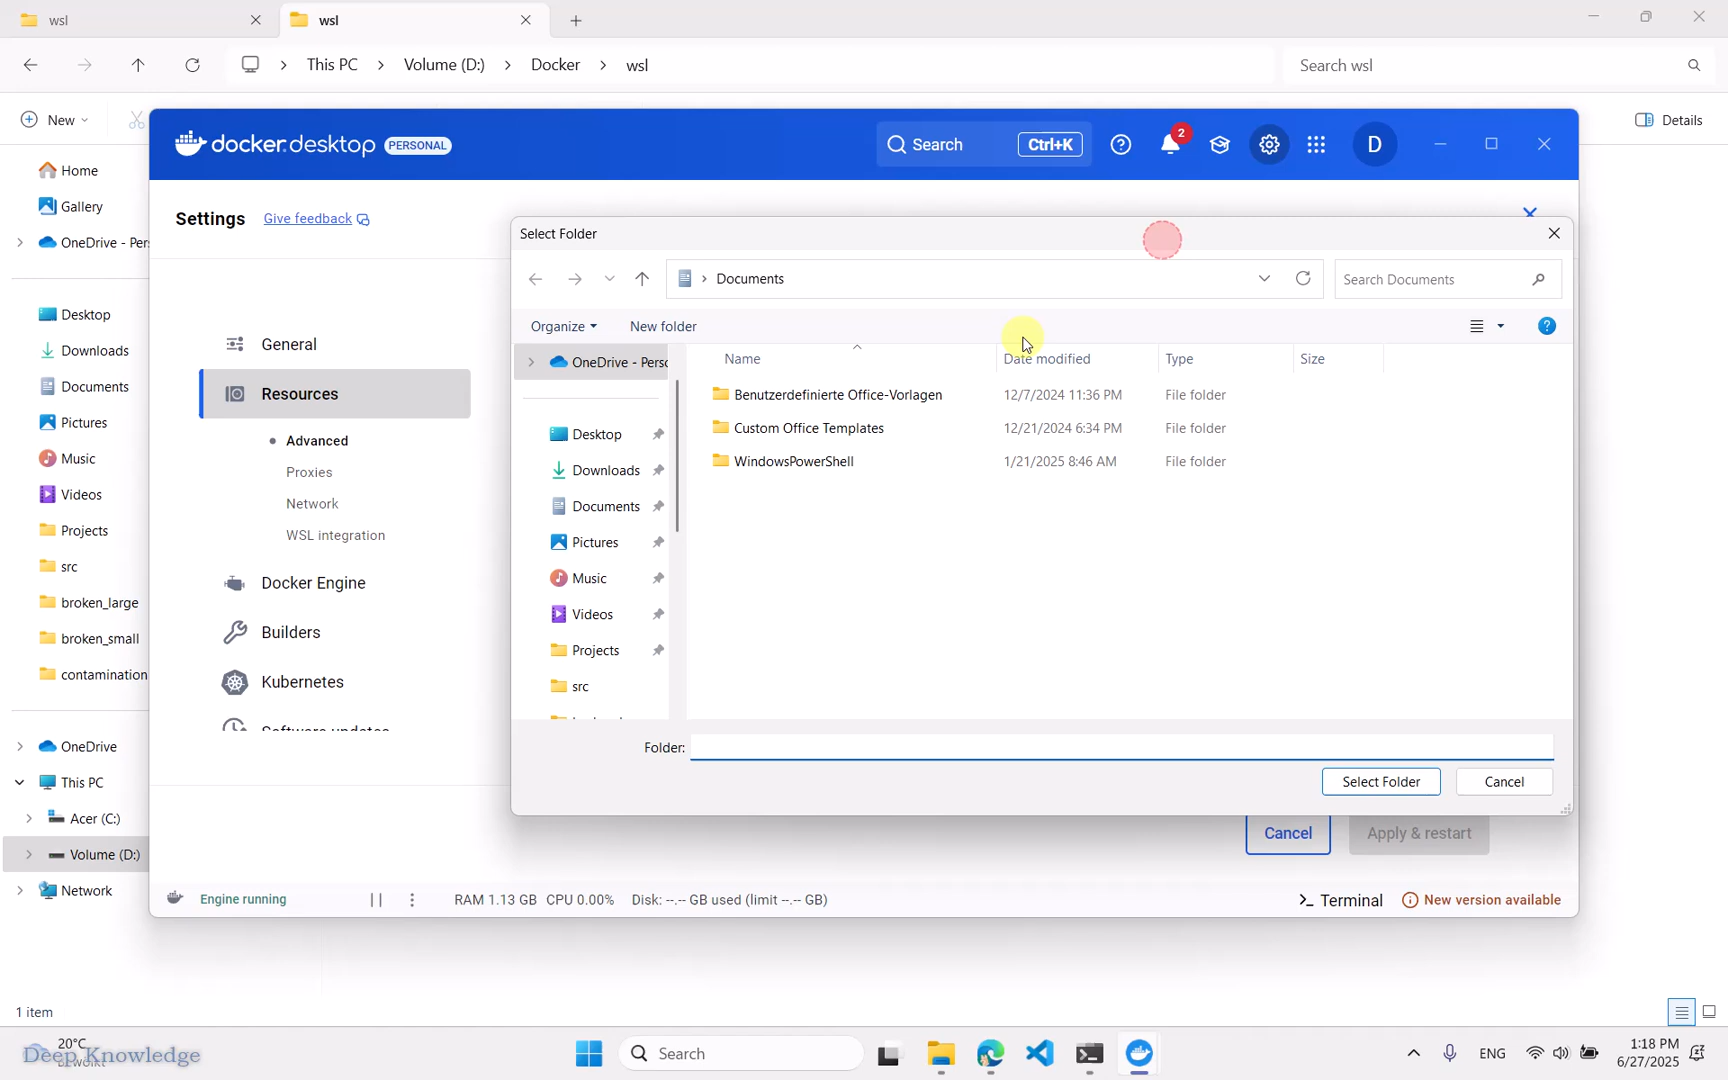 wsl
wsl
This PC > Volume (D:) > Docker > wsl
Search wsl
New
Details
Home
Gallery
OneDrive - Pers
Desktop
Downloads
Documents
Pictures
Music
Videos
Projects
src
broken_large
broken_small
contamination
OneDrive
This PC
Acer (C:)
Volume (D:)
Network
1 item
docker.desktop PERSONAL
Search Ctrl+K
2
D
Settings Give feedback
General
Resources
Advanced
Proxies
Network
WSL integration
Docker Engine
Builders
Kubernetes
Software updates
Select Folder
Documents
Search Documents
Organize New folder
Name Date modified Type Size
OneDrive - Perso
Desktop
Downloads
Documents
Pictures
Music
Videos
Projects
src
Benutzerdefinierte Office-Vorlagen 12/7/2024 11:36 PM File folder
Custom Office Templates 12/21/2024 6:34 PM File folder
WindowsPowerShell 1/21/2025 8:46 AM File folder
Folder:
Select Folder Cancel
Cancel Apply & restart
Engine running
RAM 1.13 GB CPU 0.00% Disk: --.-- GB used (limit --.-- GB)
Terminal New version available
20°C
Deep Knowledge
Search
ENG
1:18 PM
6/27/2025